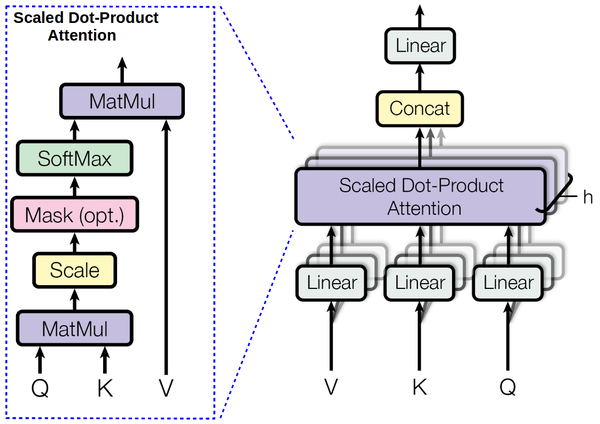 Scaled Dot-Product
Attention
MatMul
SoftMax
Mask (opt.)
Scale
MatMul
Q K V
Linear
Concat
Scaled Dot-Product
Attention
h
Linear Linear Linear
V K Q